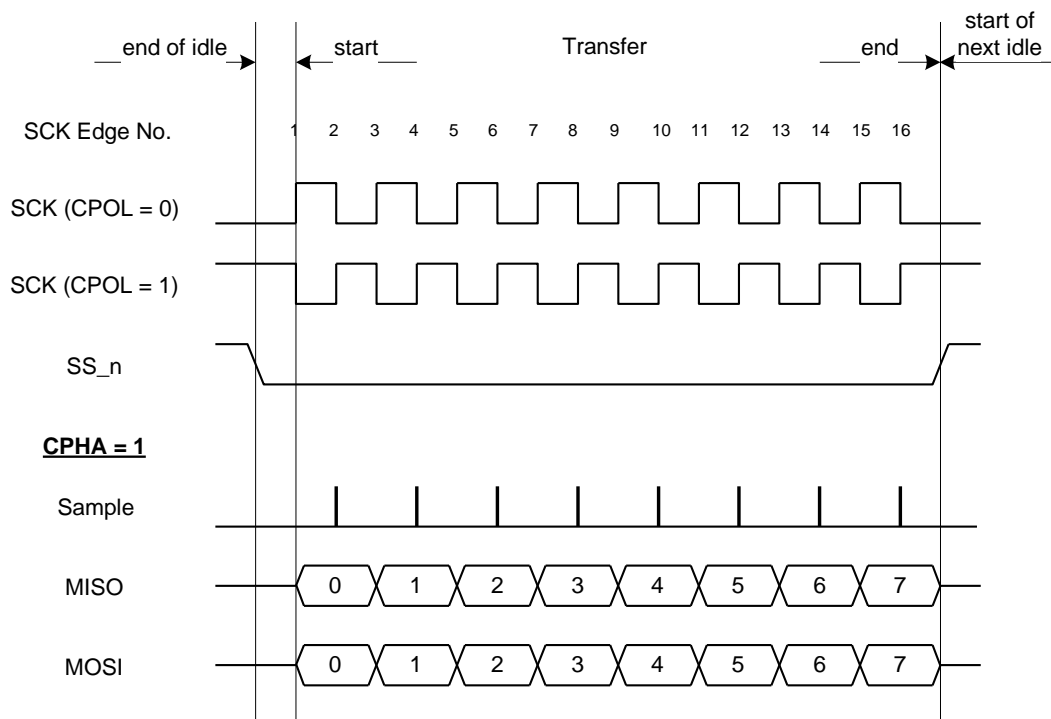 end of idle start Transfer end start of
next idle
SCK Edge No. 1 2 3 4 5 6 7 8 9 10 11 12 13 14 15 16
SCK (CPOL = 0)
SCK (CPOL = 1)
SS_n
CPHA = 1
Sample
MISO 0 1 2 3 4 5 6 7
MOSI 0 1 2 3 4 5 6 7